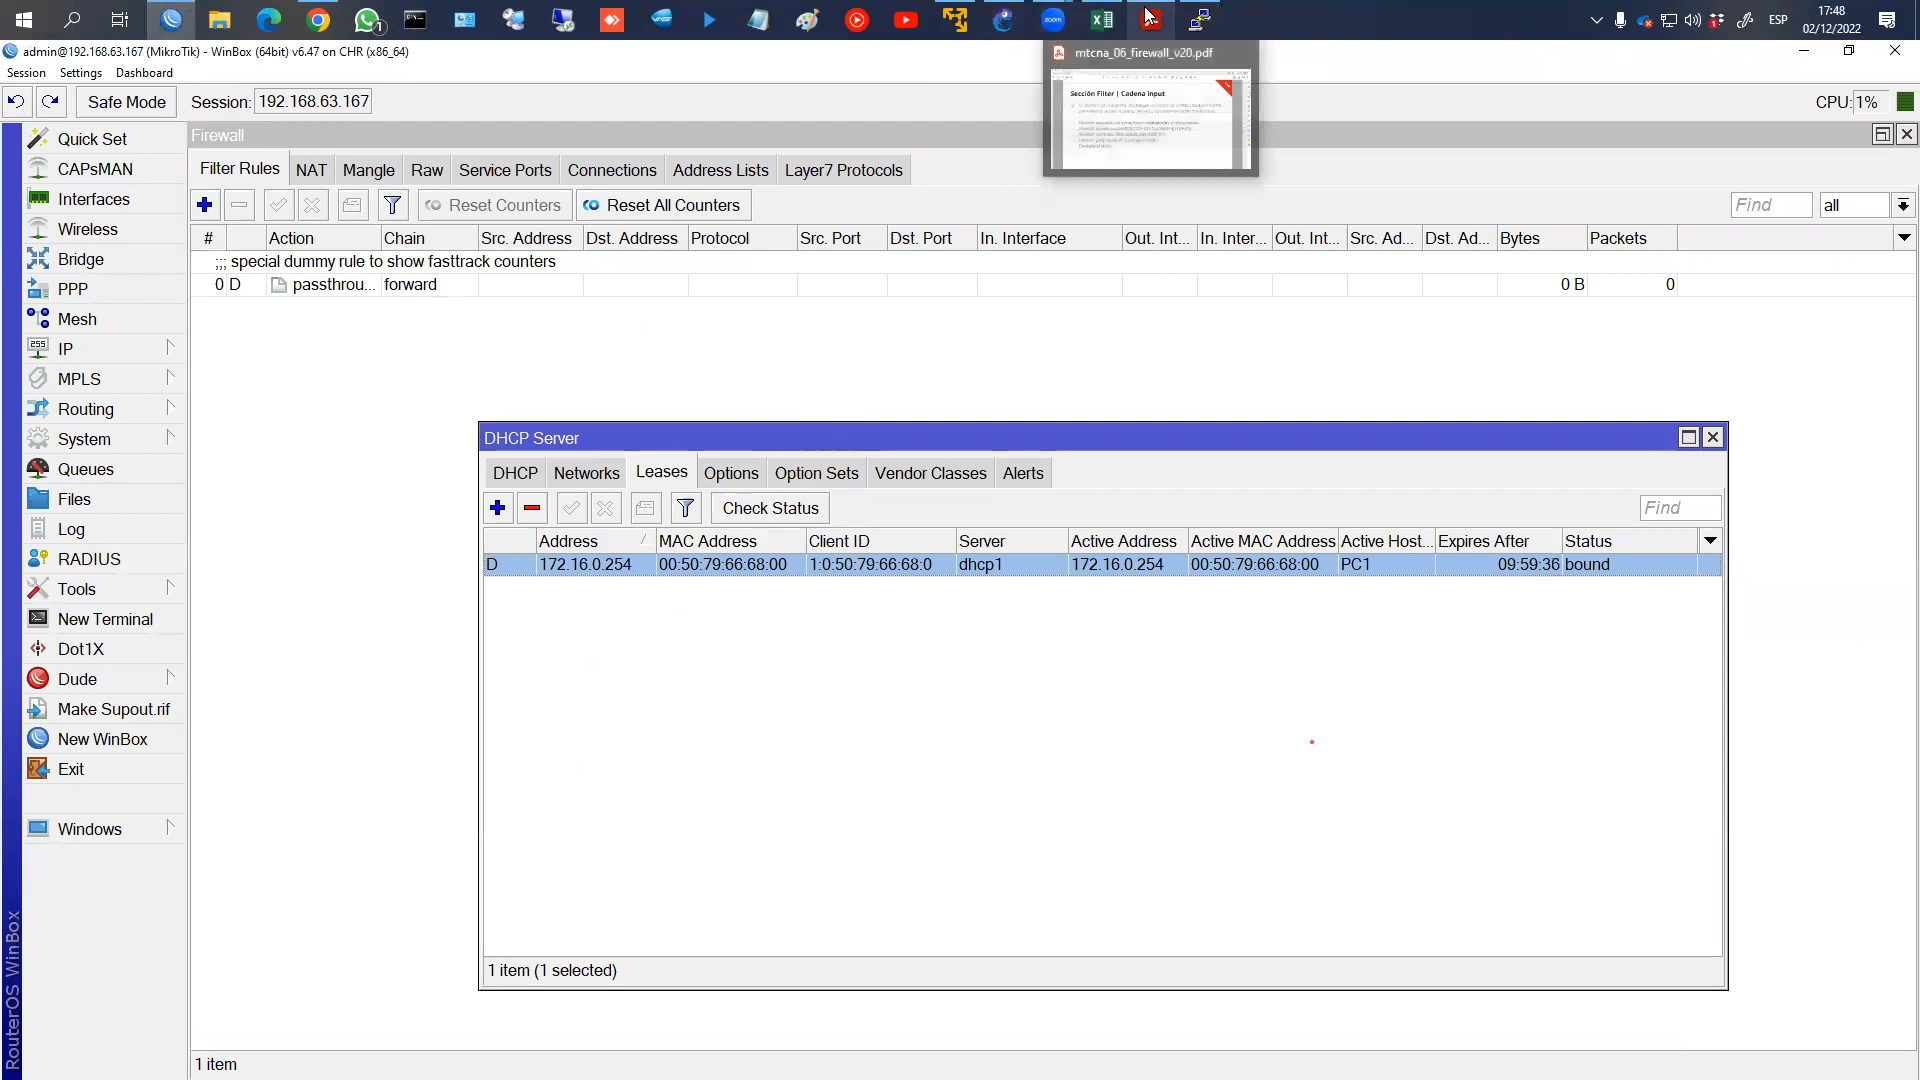 17:48
ESP
02/12/2022
admin@192.168.63.167 (MikroTik) - WinBox (64bit) v6.47 on CHR (x86_64)
mtcna_06_firewall_v20.pdf
Session Settings Dashboard
Sección Filter | Cadena input
Safe Mode Session: 192.168.63.167 CPU: 1%
Quick Set
CAPsMAN
Interfaces
Wireless
Bridge
PPP
Mesh
IP
MPLS
Routing
System
Queues
Files
Log
RADIUS
Tools
New Terminal
Dot1X
Dude
Make Supout.rif
New WinBox
Exit
Windows
RouterOS WinBox
Firewall
Filter Rules NAT Mangle Raw Service Ports Connections Address Lists Layer7 Protocols
Reset Counters Reset All Counters Find all
# Action Chain Src. Address Dst. Address Protocol Src. Port Dst. Port In. Interface Out. Int... In. Inter... Out. Int... Src. Ad... Dst. Ad... Bytes Packets
;;; special dummy rule to show fasttrack counters
0 D passthrou... forward 0 B 0
DHCP Server
DHCP Networks Leases Options Option Sets Vendor Classes Alerts
Check Status Find
Address MAC Address Client ID Server Active Address Active MAC Address Active Host... Expires After Status
D 172.16.0.254 00:50:79:66:68:00 1:0:50:79:66:68:0 dhcp1 172.16.0.254 00:50:79:66:68:00 PC1 09:59:36 bound
1 item (1 selected)
1 item